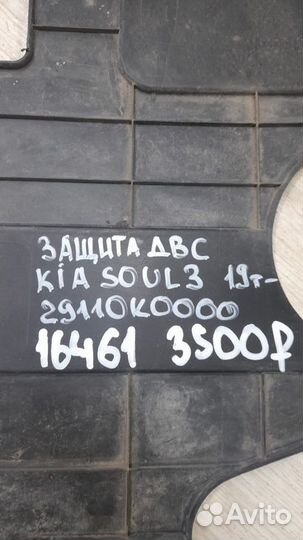 ЗАЩИТА ДВС
KIA SOUL3 19г-
29110K0000
16461 3500₽
Avito